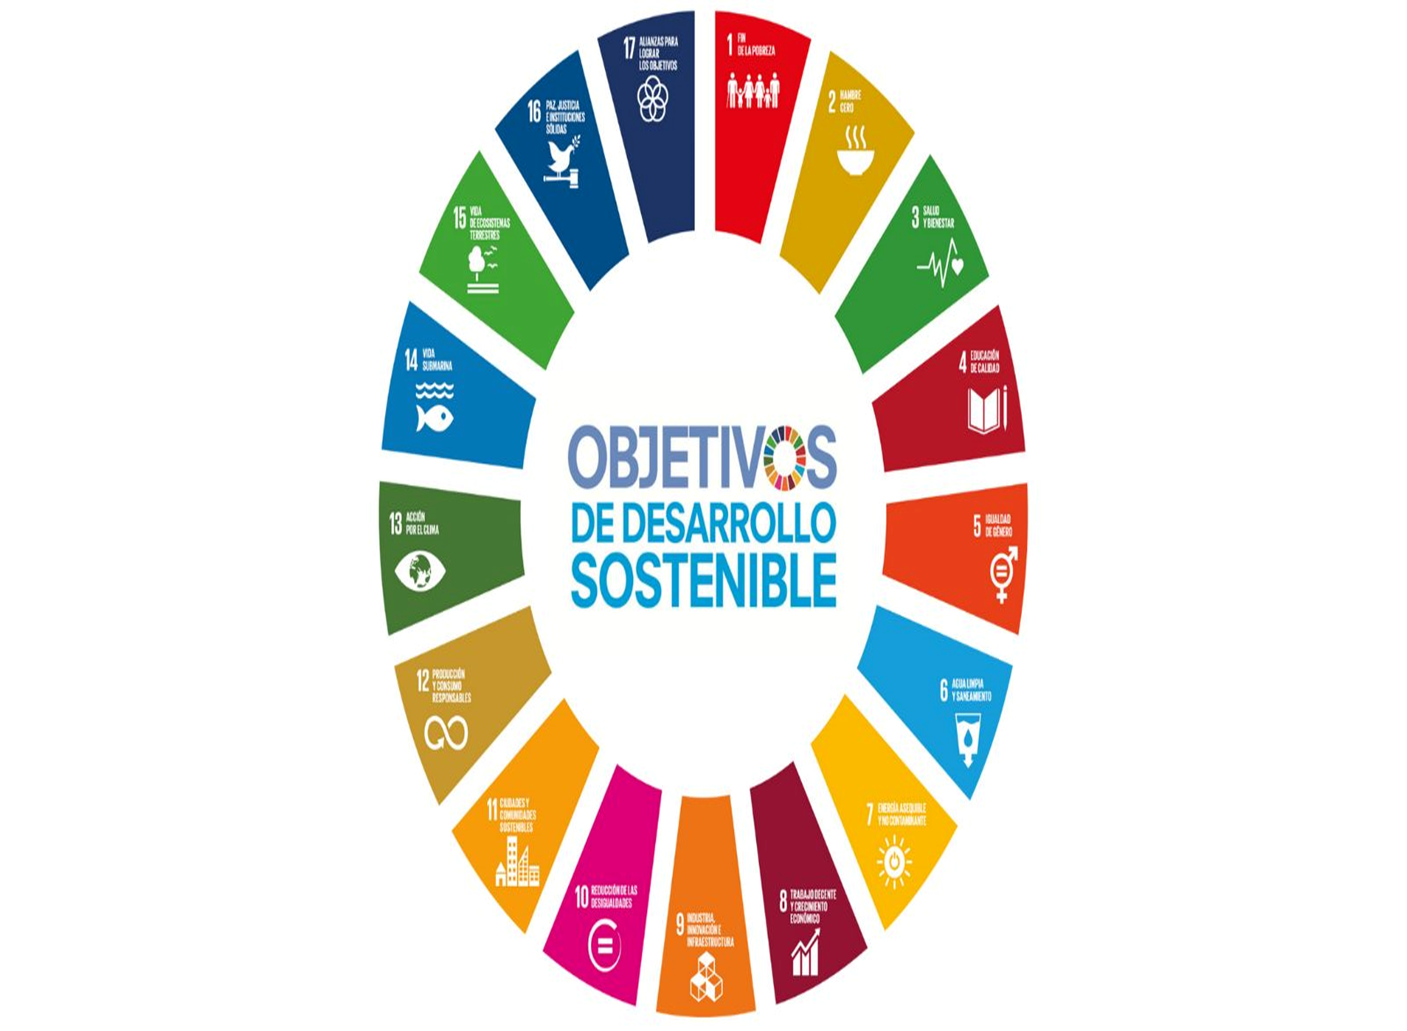 OBJETIVOS
DE DESARROLLO
SOSTENIBLE
1 FIN
DE LA POBREZA
2 HAMBRE
CERO
3 SALUD
Y BIENESTAR
4 EDUCACIÓN
DE CALIDAD
5 IGUALDAD
DE GÉNERO
6 AGUA LIMPIA
Y SANEAMIENTO
7 ENERGÍA ASEQUIBLE
Y NO CONTAMINANTE
8 TRABAJO DECENTE
Y CRECIMIENTO
ECONÓMICO
9 INDUSTRIA,
INNOVACIÓN E
INFRAESTRUCTURA
10 REDUCCIÓN DE LAS
DESIGUALDADES
11 CIUDADES Y
COMUNIDADES
SOSTENIBLES
12 PRODUCCIÓN
Y CONSUMO
RESPONSABLES
13 ACCIÓN
POR EL CLIMA
14 VIDA
SUBMARINA
15 VIDA
DE ECOSISTEMAS
TERRESTRES
16 PAZ, JUSTICIA
E INSTITUCIONES
SÓLIDAS
17 ALIANZAS PARA
LOGRAR
LOS OBJETIVOS